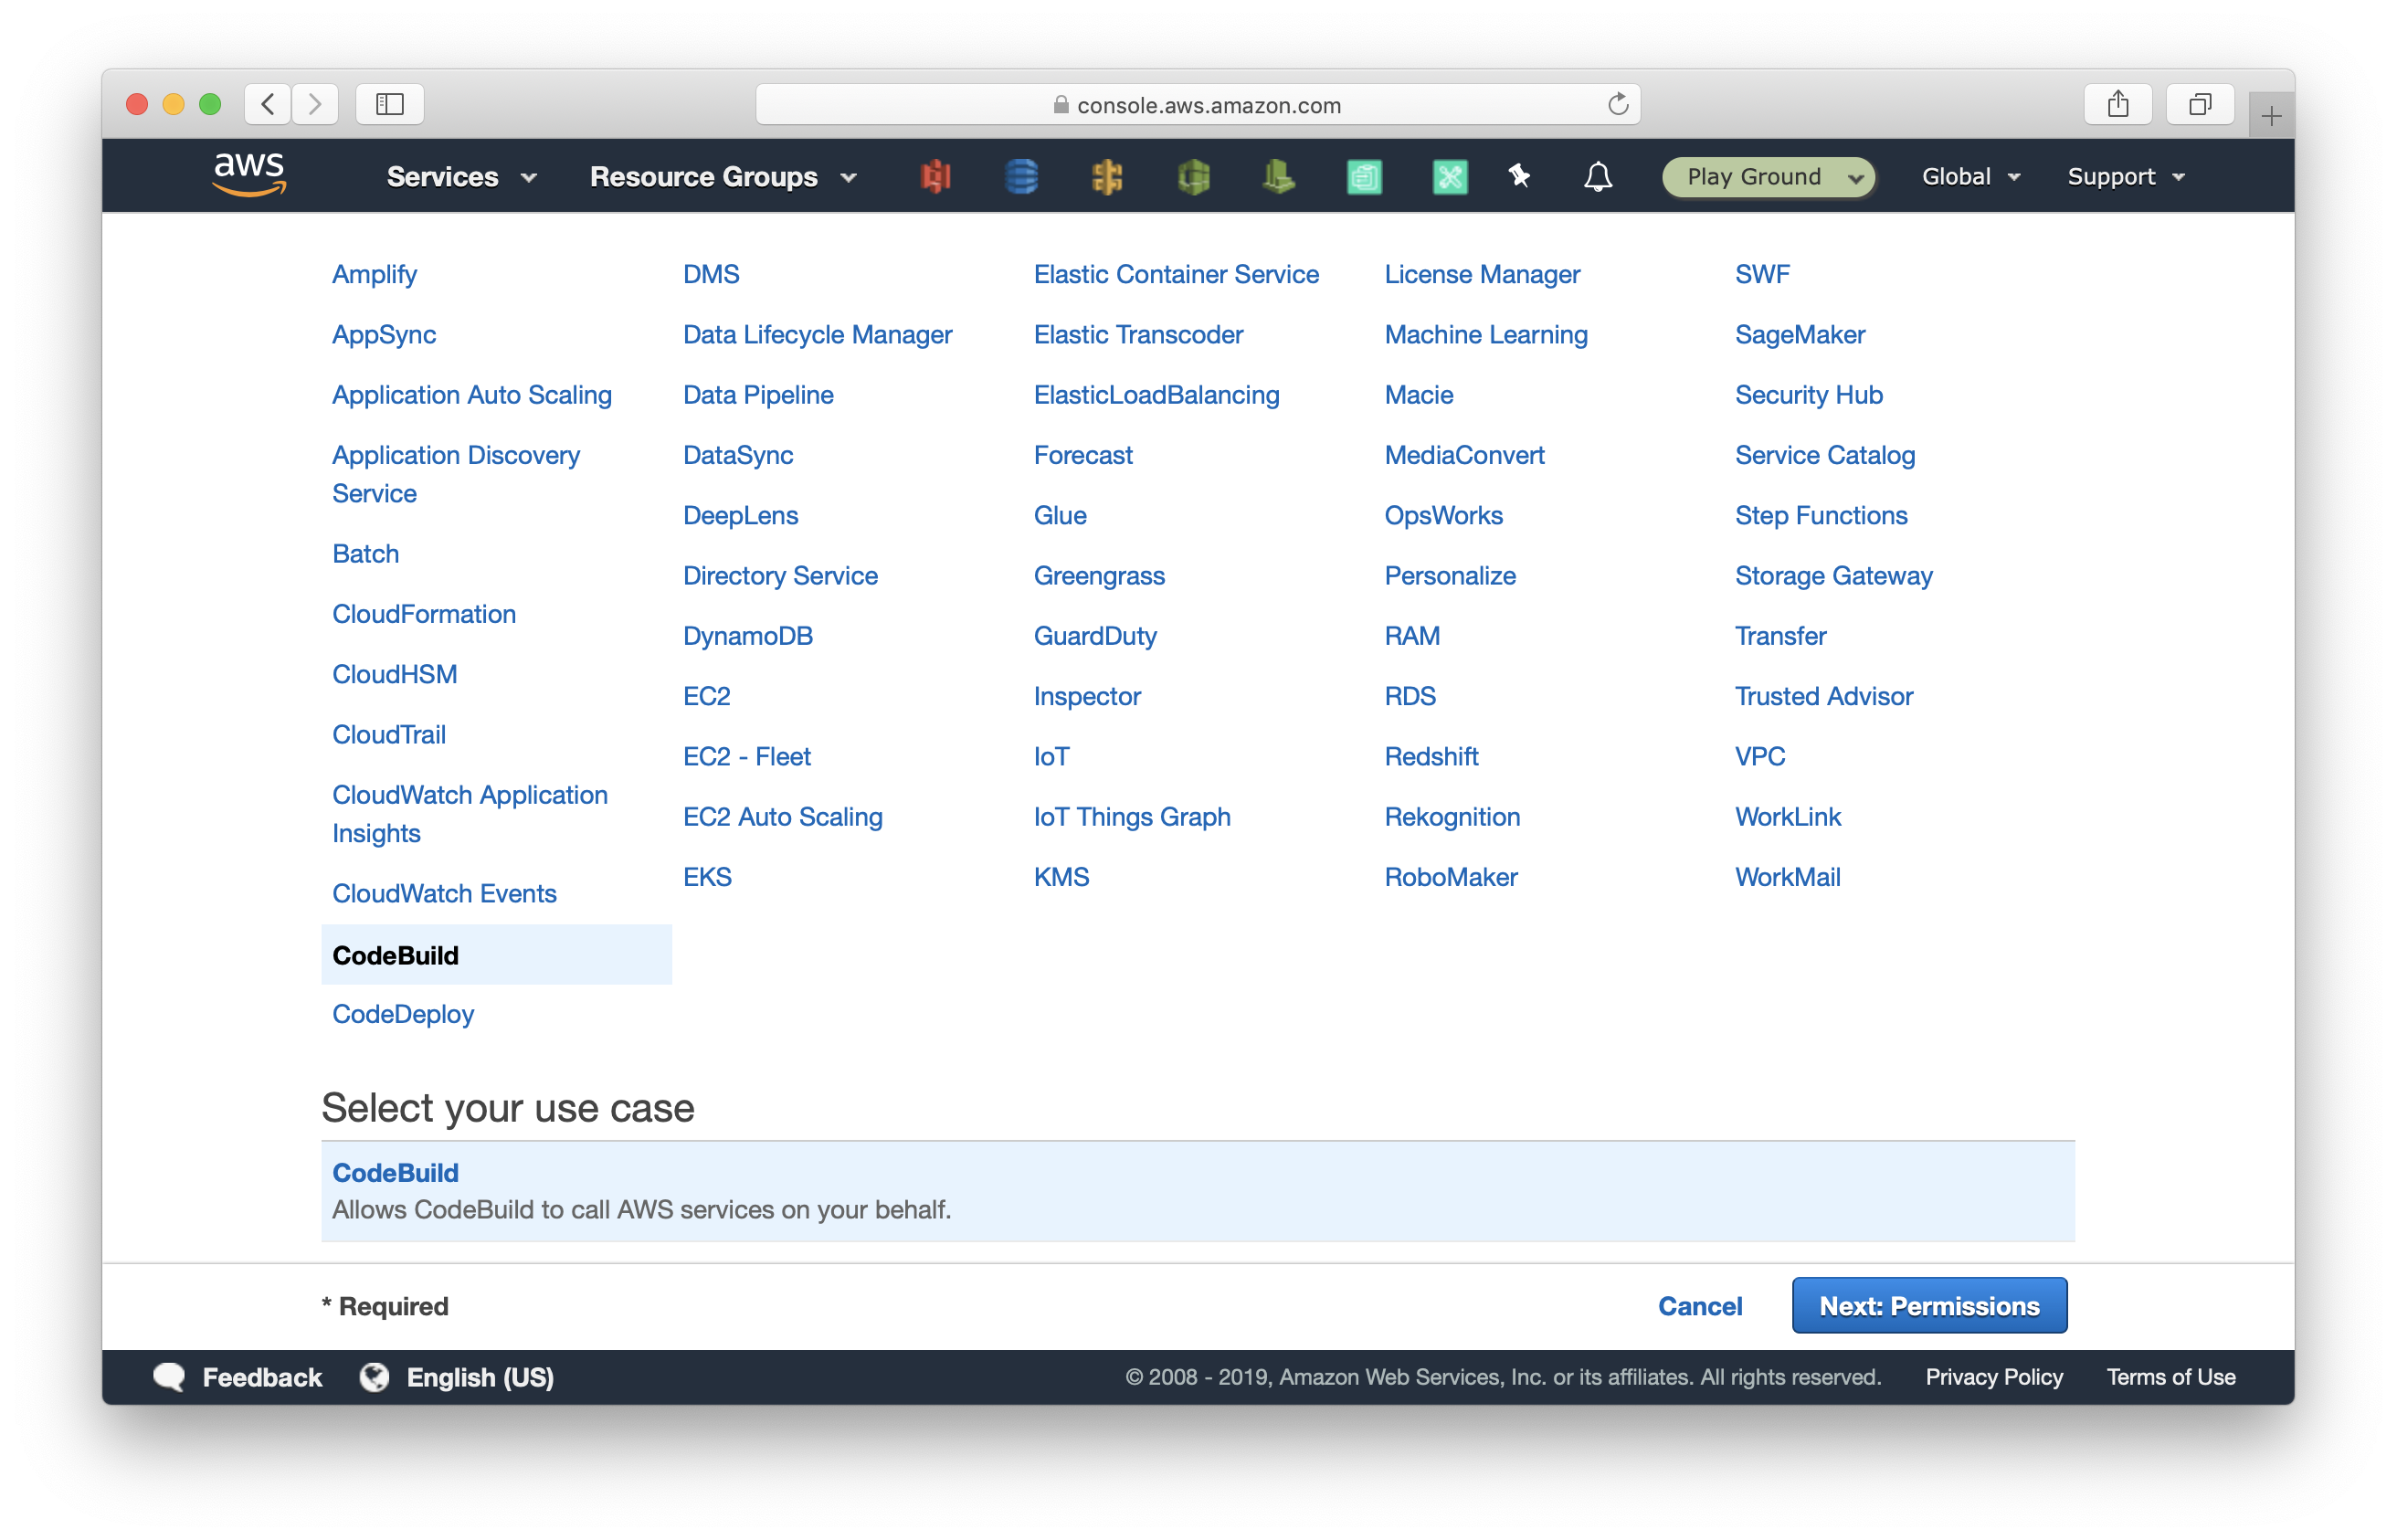 console.aws.amazon.com
aws Services Resource Groups Play Ground Global Support
Amplify
AppSync
Application Auto Scaling
Application Discovery
Service
Batch
CloudFormation
CloudHSM
CloudTrail
CloudWatch Application
Insights
CloudWatch Events
CodeBuild
CodeDeploy
DMS
Data Lifecycle Manager
Data Pipeline
DataSync
DeepLens
Directory Service
DynamoDB
EC2
EC2 - Fleet
EC2 Auto Scaling
EKS
Elastic Container Service
Elastic Transcoder
ElasticLoadBalancing
Forecast
Glue
Greengrass
GuardDuty
Inspector
IoT
IoT Things Graph
KMS
License Manager
Machine Learning
Macie
MediaConvert
OpsWorks
Personalize
RAM
RDS
Redshift
Rekognition
RoboMaker
SWF
SageMaker
Security Hub
Service Catalog
Step Functions
Storage Gateway
Transfer
Trusted Advisor
VPC
WorkLink
WorkMail
Select your use case
CodeBuild
Allows CodeBuild to call AWS services on your behalf.
* Required Cancel Next: Permissions
Feedback English (US) © 2008 - 2019, Amazon Web Services, Inc. or its affiliates. All rights reserved. Privacy Policy Terms of Use